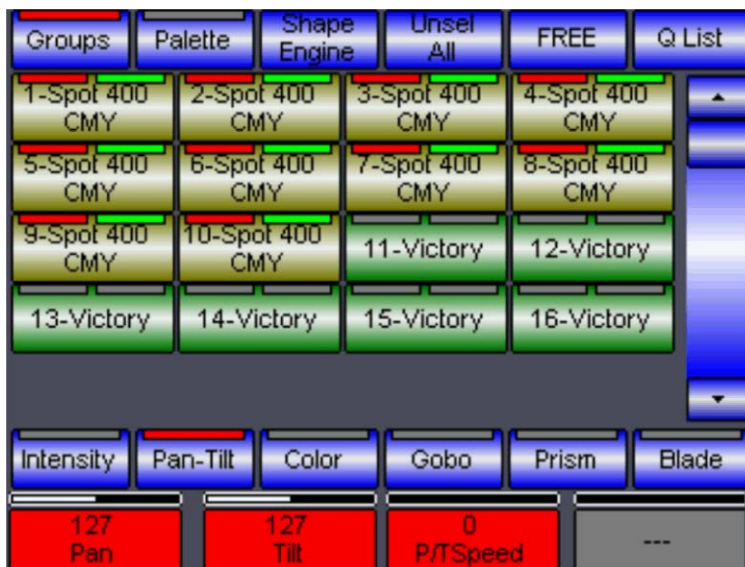 Groups
Palette
Shape
Engine
Unsel
All
FREE
Q List
1-Spot 400
CMY
2-Spot 400
CMY
3-Spot 400
CMY
4-Spot 400
CMY
5-Spot 400
CMY
6-Spot 400
CMY
7-Spot 400
CMY
8-Spot 400
CMY
9-Spot 400
CMY
10-Spot 400
CMY
11-Victory
12-Victory
13-Victory
14-Victory
15-Victory
16-Victory
Intensity
Pan-Tilt
Color
Gobo
Prism
Blade
127
Pan
127
Tilt
0
P/TSpeed
---